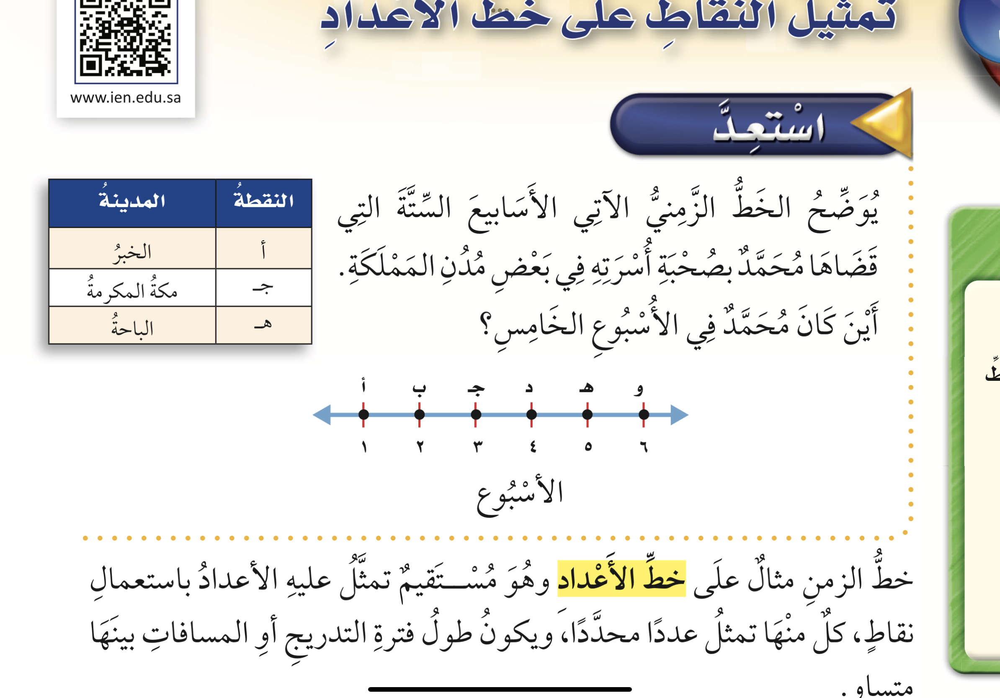 تمثيل النقاطِ على خط الأعدادِ
www.ien.edu.sa
اسْتَعِدَّ
يُوَضِّحُ الخَطُّ الزَّمِنيُّ الآتِي الأَسَابيعَ السِّتَّةَ التِي
قَضَاهَا مُحَمَّدٌ بصُحْبَةِ أُسْرَتِهِ فِي بَعْضِ مُدُنِ المَمْلَكَةِ.
أَيْنَ كَانَ مُحَمَّدٌ فِي الأُسْبُوعِ الخَامِسِ؟
النقطةُ المدينةُ
أ الخبرُ
جـ مكةُ المكرمةُ
هـ الباحةُ
أ ب جـ د هـ و
١ ٢ ٣ ٤ ٥ ٦
الأسْبُوع
خطُّ الزمنِ مثالٌ علَى خطِّ الأَعْداد وهُوَ مُسْـــتَقيمٌ تمثَّلُ عليهِ الأعدادُ باستعمالِ
نقاطٍ، كلٌ منْهَا تمثلُ عددًا محدَّدًا، َويكونُ طولُ فترةِ التدريجِ أوِ المسافاتِ بينَهَا
متساوٍ.